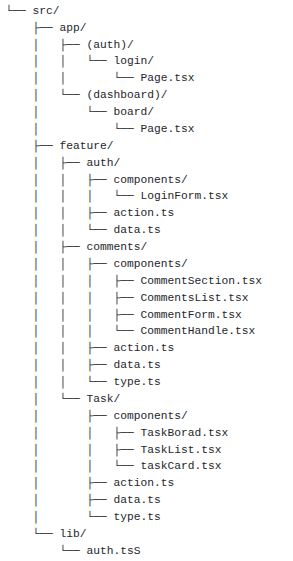 └── src/
    ├── app/
    │   ├── (auth)/
    │   │   └── login/
    │   │       └── Page.tsx
    │   └── (dashboard)/
    │       └── board/
    │           └── Page.tsx
    ├── feature/
    │   ├── auth/
    │   │   ├── components/
    │   │   │   └── LoginForm.tsx
    │   │   ├── action.ts
    │   │   └── data.ts
    │   ├── comments/
    │   │   ├── components/
    │   │   │   ├── CommentSection.tsx
    │   │   │   ├── CommentsList.tsx
    │   │   │   ├── CommentForm.tsx
    │   │   │   └── CommentHandle.tsx
    │   │   ├── action.ts
    │   │   ├── data.ts
    │   │   └── type.ts
    │   └── Task/
    │       ├── components/
    │       │   ├── TaskBorad.tsx
    │       │   ├── TaskList.tsx
    │       │   └── taskCard.tsx
    │       ├── action.ts
    │       ├── data.ts
    │       └── type.ts
    └── lib/
        └── auth.tsS